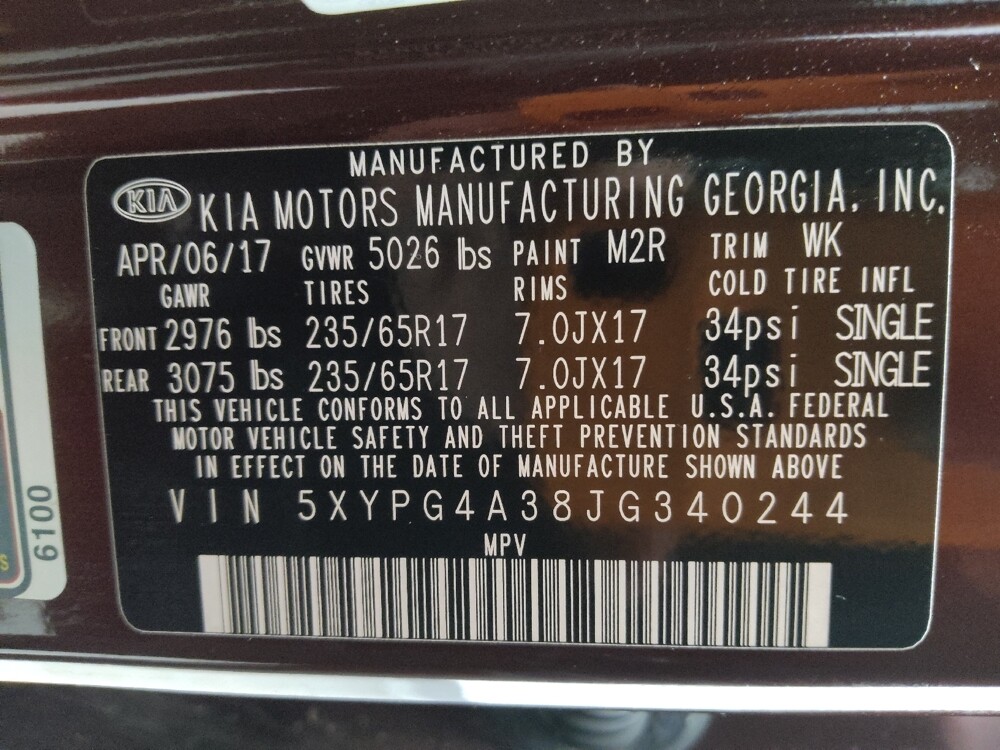 MANUFACTURED BY
KIA KIA MOTORS MANUFACTURING GEORGIA, INC.
APR/06/17 GVWR 5026 lbs PAINT M2R TRIM WK
GAWR TIRES RIMS COLD TIRE INFL
FRONT 2976 lbs 235/65R17 7.0JX17 34psi SINGLE
REAR 3075 lbs 235/65R17 7.0JX17 34psi SINGLE
THIS VEHICLE CONFORMS TO ALL APPLICABLE U.S.A. FEDERAL
MOTOR VEHICLE SAFETY AND THEFT PREVENTION STANDARDS
IN EFFECT ON THE DATE OF MANUFACTURE SHOWN ABOVE
VIN 5XYPG4A38JG340244
MPV
6100